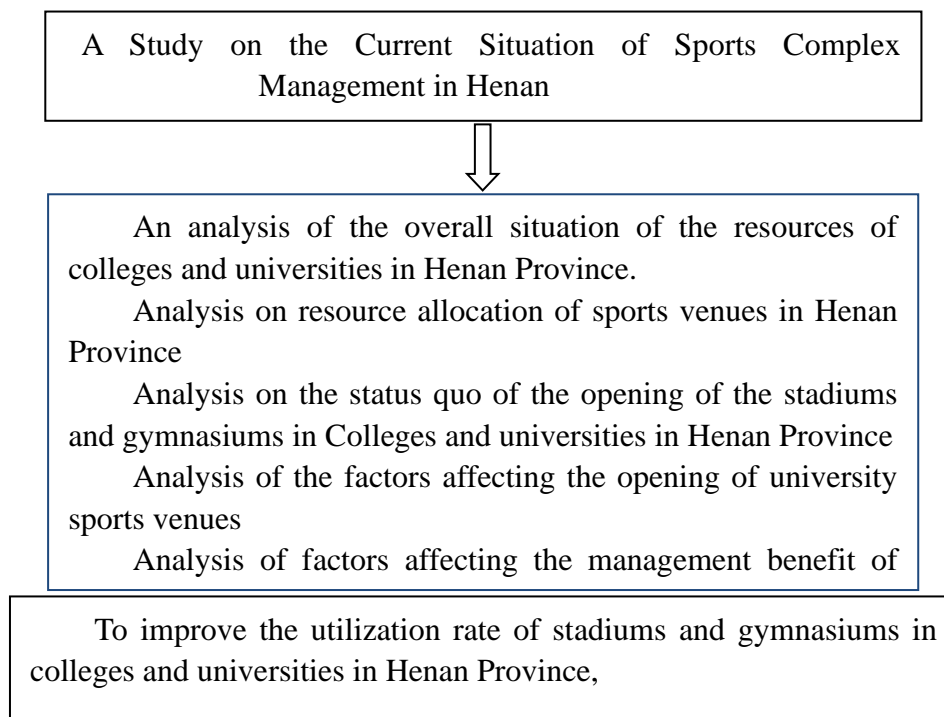 A Study on the Current Situation of Sports Complex
Management in Henan
An analysis of the overall situation of the resources of
colleges and universities in Henan Province.
Analysis on resource allocation of sports venues in Henan
Province
Analysis on the status quo of the opening of the stadiums
and gymnasiums in Colleges and universities in Henan Province
Analysis of the factors affecting the opening of university
sports venues
Analysis of factors affecting the management benefit of
To improve the utilization rate of stadiums and gymnasiums in
colleges and universities in Henan Province,